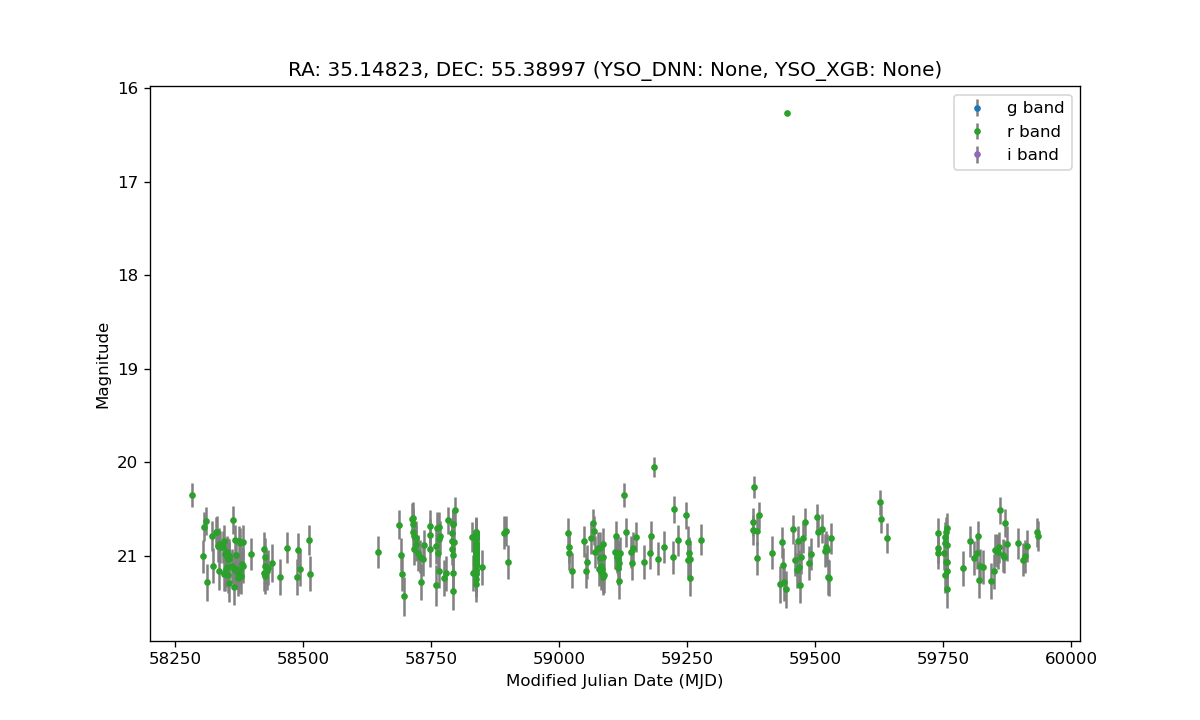 RA: 35.14823, DEC: 55.38997 (YSO_DNN: None, YSO_XGB: None)
g band
r band
i band
16
17
18
19
20
21
Magnitude
58250 58500 58750 59000 59250 59500 59750 60000
Modified Julian Date (MJD)